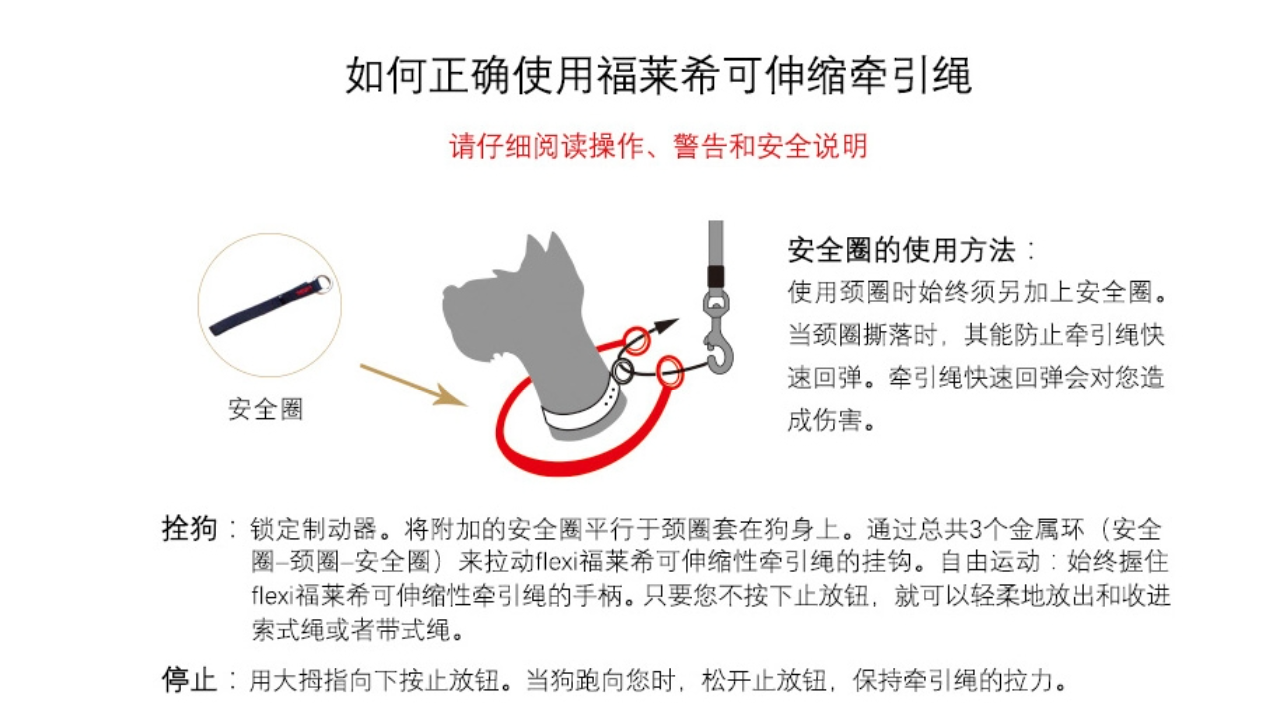 如何正确使用福莱希可伸缩牵引绳
请仔细阅读操作、警告和安全说明
安全圈的使用方法：
使用颈圈时始终须另加上安全圈。
当颈圈撕落时，其能防止牵引绳快
速回弹。牵引绳快速回弹会对您造
成伤害。
安全圈
拴狗：锁定制动器。将附加的安全圈平行于颈圈套在狗身上。通过总共3个金属环（安全
圈–颈圈–安全圈）来拉动flexi福莱希可伸缩性牵引绳的挂钩。自由运动：始终握住
flexi福莱希可伸缩性牵引绳的手柄。只要您不按下止放钮，就可以轻柔地放出和收进
索式绳或者带式绳。
停止：用大拇指向下按止放钮。当狗跑向您时，松开止放钮，保持牵引绳的拉力。